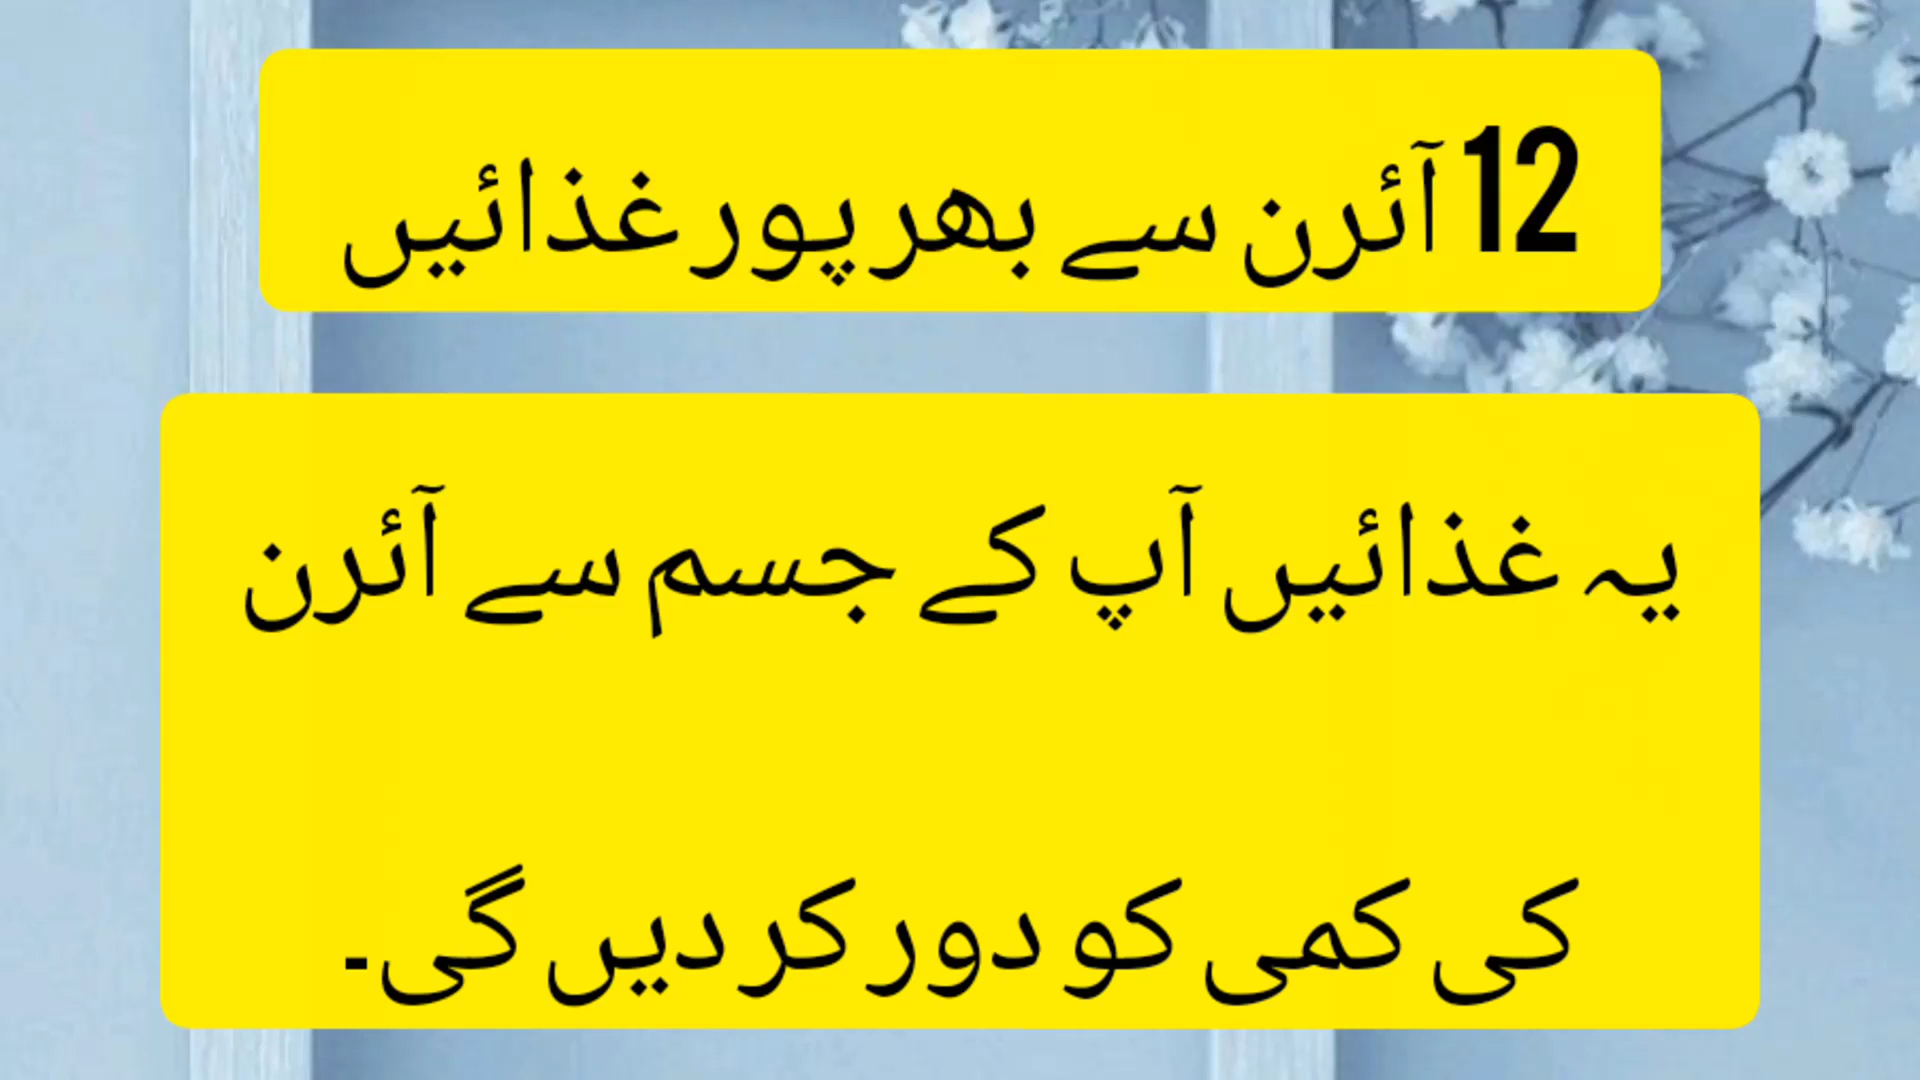 12 آئرن سے بھرپور غذائیں
یہ غذائیں آپ کے جسم سے آئرن
کی کمی کو دور کر دیں گی۔